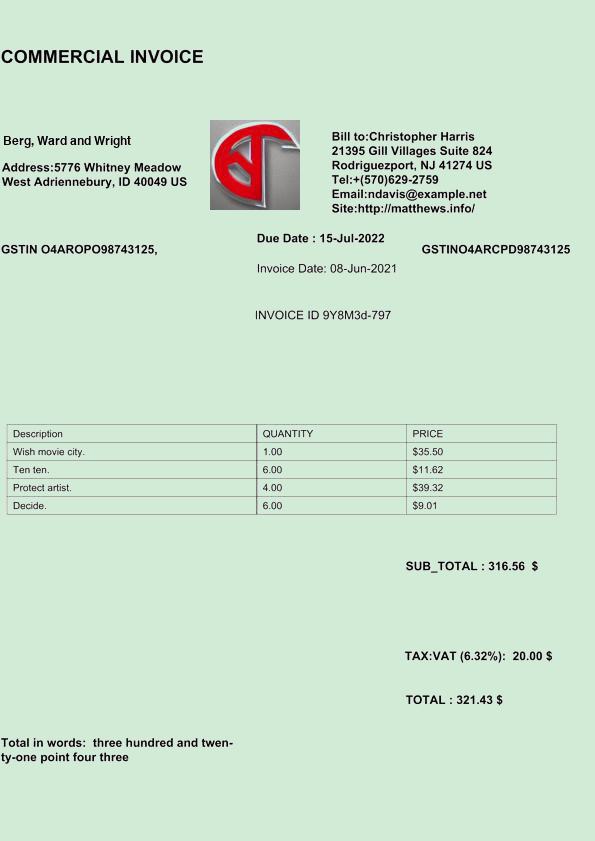 COMMERCIAL INVOICE
Berg, Ward and Wright
Address:5776 Whitney Meadow
West Adriennebury, ID 40049 US
Bill to:Christopher Harris
21395 Gill Villages Suite 824
Rodriguezport, NJ 41274 US
Tel:+(570)629-2759
Email:ndavis@example.net
Site:http://matthews.info/
GSTIN O4AROPO98743125,
Due Date : 15-Jul-2022
Invoice Date: 08-Jun-2021
GSTINO4ARCPD98743125
INVOICE ID 9Y8M3d-797
Description QUANTITY PRICE
Wish movie city. 1.00 $35.50
Ten ten. 6.00 $11.62
Protect artist. 4.00 $39.32
Decide. 6.00 $9.01
SUB_TOTAL : 316.56 $
TAX:VAT (6.32%): 20.00 $
TOTAL : 321.43 $
Total in words: three hundred and twen-
ty-one point four three